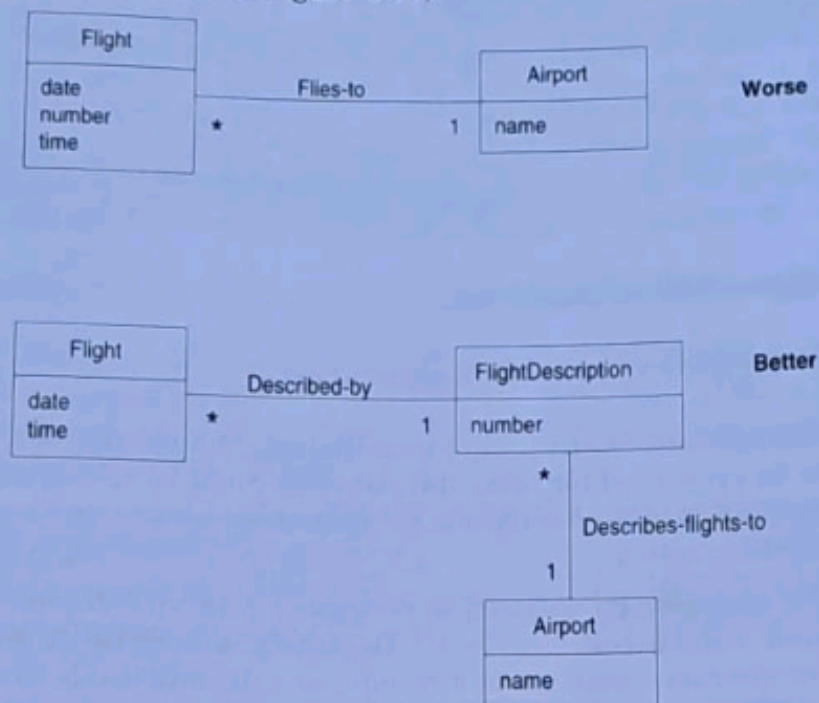 Flight
date
number
time
Flies-to
*
1
Airport
name
Worse
Flight
date
time
Described-by
*
1
FlightDescription
number
Better
*
Describes-flights-to
1
Airport
name